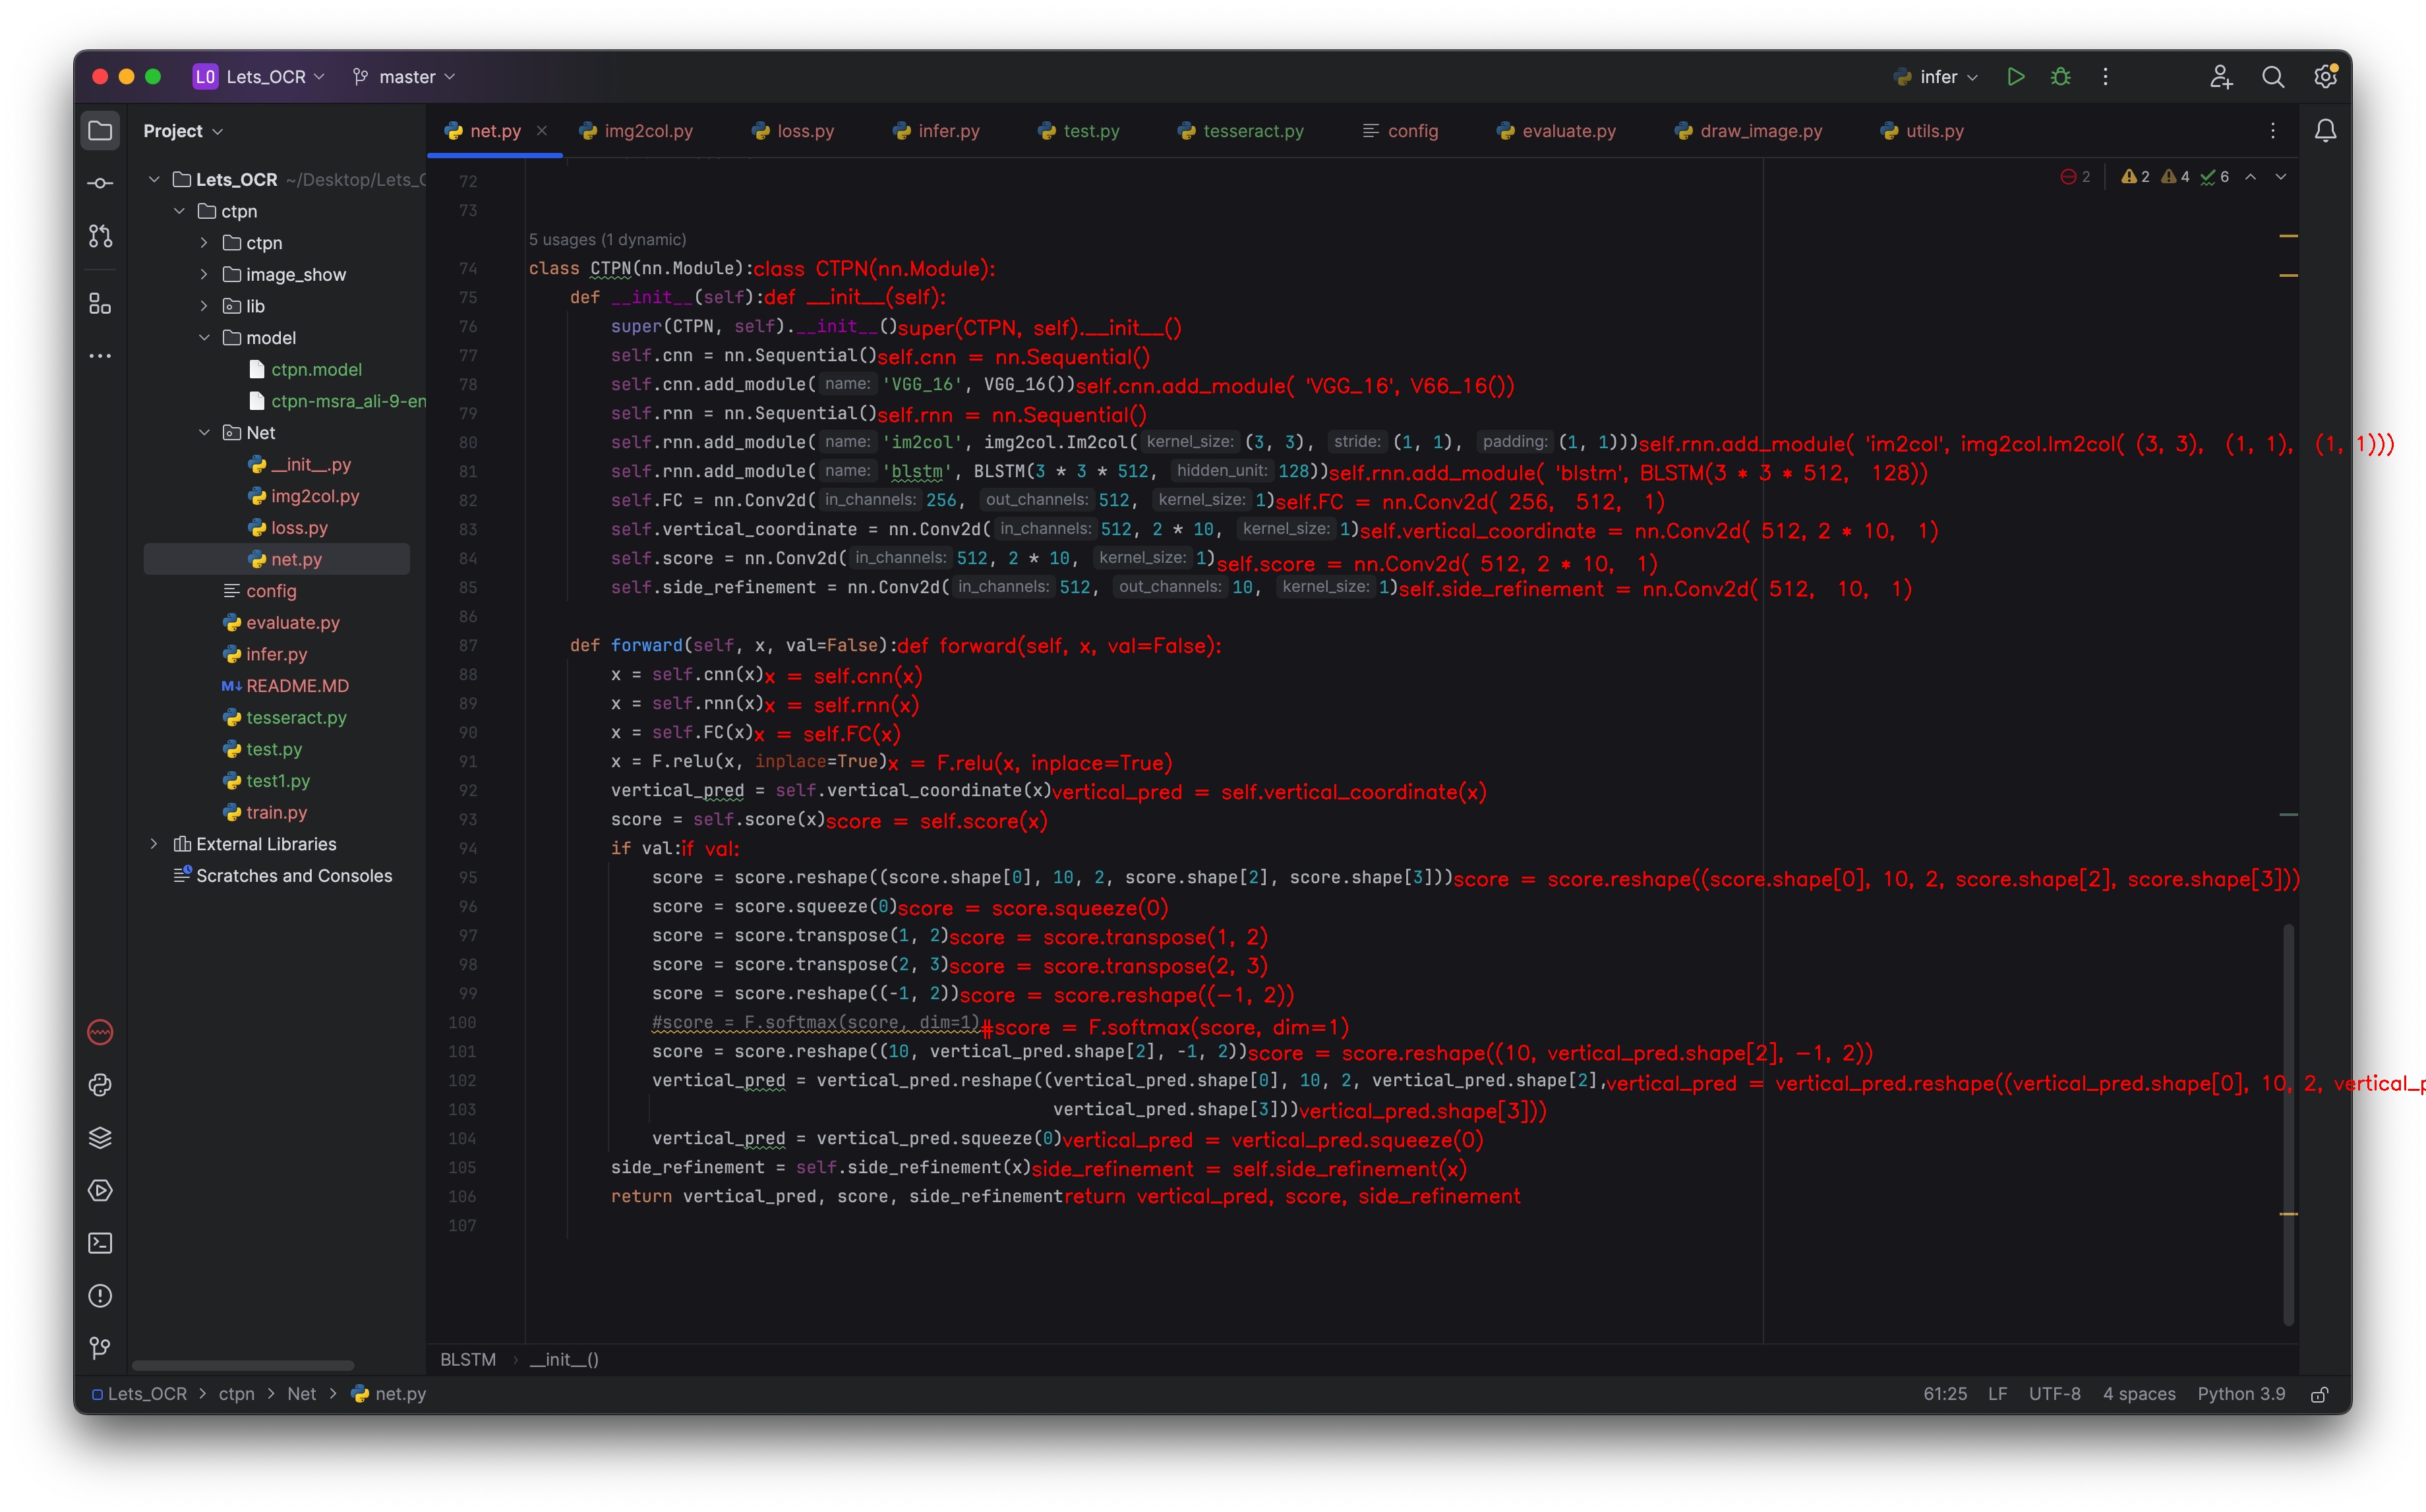 L0 Lets_OCR master infer
Project
net.py img2col.py loss.py infer.py test.py tesseract.py config evaluate.py draw_image.py utils.py
Lets_OCR ~/Desktop/Lets_C
ctpn
ctpn
image_show
lib
model
ctpn.model
ctpn-msra_ali-9-en
Net
__init__.py
img2col.py
loss.py
net.py
config
evaluate.py
infer.py
M↓ README.MD
tesseract.py
test.py
test1.py
train.py
External Libraries
Scratches and Consoles
2 2 4 6
72
73
5 usages (1 dynamic)
74 class CTPN(nn.Module):class CTPN(nn.Module):
75 def __init__(self):def __init__(self):
76 super(CTPN, self).__init__()super(CTPN, self).__init__()
77 self.cnn = nn.Sequential()self.cnn = nn.Sequential()
78 self.cnn.add_module( name: 'VGG_16', VGG_16())self.cnn.add_module( 'VGG_16', V66_16())
79 self.rnn = nn.Sequential()self.rnn = nn.Sequential()
80 self.rnn.add_module( name: 'im2col', img2col.Im2col( kernel_size: (3, 3), stride: (1, 1), padding: (1, 1)))self.rnn.add_module( 'im2col', img2col.Im2col( (3, 3), (1, 1), (1, 1)))
81 self.rnn.add_module( name: 'blstm', BLSTM(3 * 3 * 512, hidden_unit: 128))self.rnn.add_module( 'blstm', BLSTM(3 * 3 * 512, 128))
82 self.FC = nn.Conv2d( in_channels: 256, out_channels: 512, kernel_size: 1)self.FC = nn.Conv2d( 256, 512, 1)
83 self.vertical_coordinate = nn.Conv2d( in_channels: 512, 2 * 10, kernel_size: 1)self.vertical_coordinate = nn.Conv2d( 512, 2 * 10, 1)
84 self.score = nn.Conv2d( in_channels: 512, 2 * 10, kernel_size: 1)self.score = nn.Conv2d( 512, 2 * 10, 1)
85 self.side_refinement = nn.Conv2d( in_channels: 512, out_channels: 10, kernel_size: 1)self.side_refinement = nn.Conv2d( 512, 10, 1)
86
87 def forward(self, x, val=False):def forward(self, x, val=False):
88 x = self.cnn(x)x = self.cnn(x)
89 x = self.rnn(x)x = self.rnn(x)
90 x = self.FC(x)x = self.FC(x)
91 x = F.relu(x, inplace=True)x = F.relu(x, inplace=True)
92 vertical_pred = self.vertical_coordinate(x)vertical_pred = self.vertical_coordinate(x)
93 score = self.score(x)score = self.score(x)
94 if val:if val:
95 score = score.reshape((score.shape[0], 10, 2, score.shape[2], score.shape[3]))score = score.reshape((score.shape[0], 10, 2, score.shape[2], score.shape[3]))
96 score = score.squeeze(0)score = score.squeeze(0)
97 score = score.transpose(1, 2)score = score.transpose(1, 2)
98 score = score.transpose(2, 3)score = score.transpose(2, 3)
99 score = score.reshape((-1, 2))score = score.reshape((-1, 2))
100 #score = F.softmax(score, dim=1)#score = F.softmax(score, dim=1)
101 score = score.reshape((10, vertical_pred.shape[2], -1, 2))score = score.reshape((10, vertical_pred.shape[2], -1, 2))
102 vertical_pred = vertical_pred.reshape((vertical_pred.shape[0], 10, 2, vertical_pred.shape[2],vertical_pred = vertical_pred.reshape((vertical_pred.shape[0], 10, 2, vertical_p
103 vertical_pred.shape[3]))vertical_pred.shape[3]))
104 vertical_pred = vertical_pred.squeeze(0)vertical_pred = vertical_pred.squeeze(0)
105 side_refinement = self.side_refinement(x)side_refinement = self.side_refinement(x)
106 return vertical_pred, score, side_refinementreturn vertical_pred, score, side_refinement
107
BLSTM › __init__()
Lets_OCR > ctpn > Net > net.py 61:25 LF UTF-8 4 spaces Python 3.9